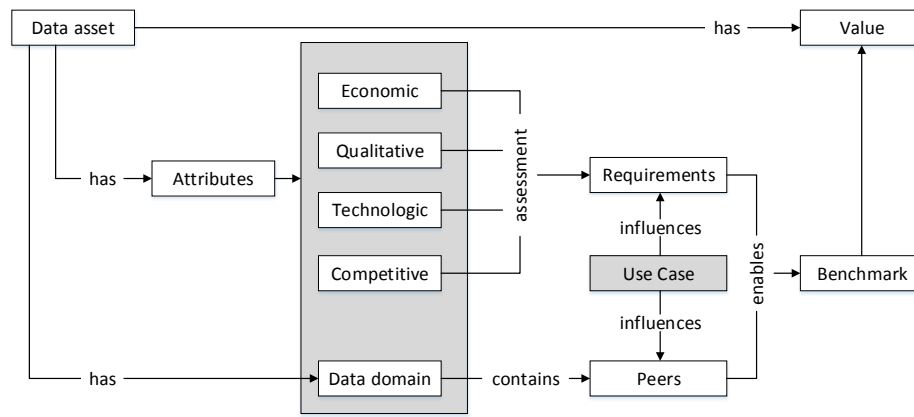 Data asset
has
Value
Economic
Qualitative
assessment
has
Attributes
Requirements
Technologic
influences
Competitive
Use Case
enables
Benchmark
influences
has
Data domain
contains
Peers